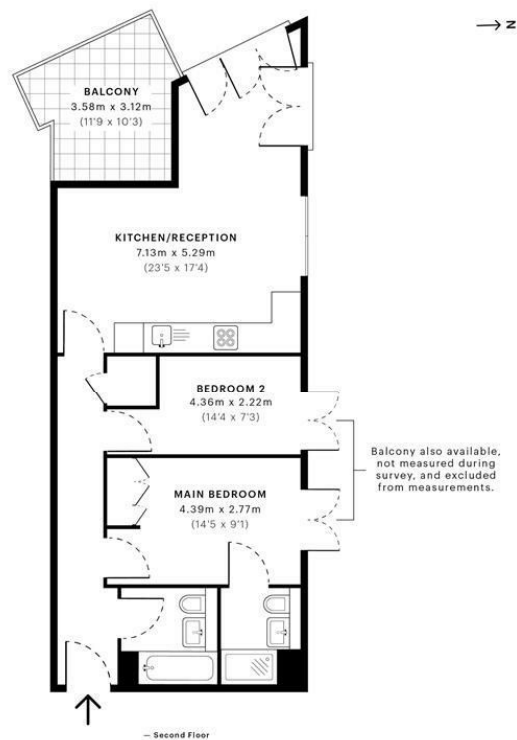 N
BALCONY
3.58m x 3.12m
(11'9 x 10'3)
KITCHEN/RECEPTION
7.13m x 5.29m
(23'5 x 17'4)
BEDROOM 2
4.36m x 2.22m
(14'4 x 7'3)
Balcony also available,
not measured during
survey, and excluded
from measurements.
MAIN BEDROOM
4.39m x 2.77m
(14'5 x 9'1)
— Second Floor